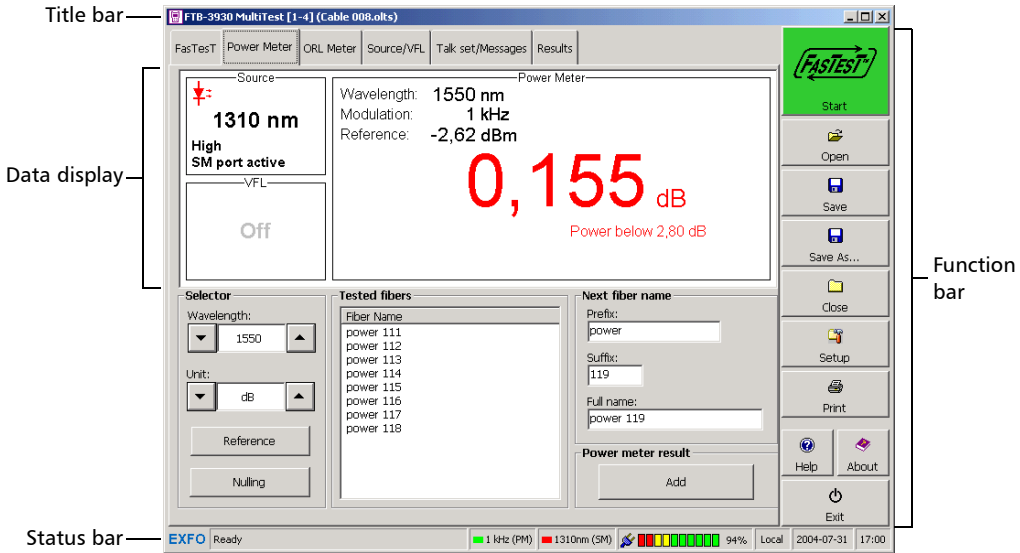 Title bar
FTB-3930 MultiTest [1-4] (Cable 008.olts)
FasTesT
Power Meter
ORL Meter
Source/VFL
Talk set/Messages
Results
Data display
Source
1310 nm
High
SM port active
VFL
Off
Power Meter
Wavelength: 1550 nm
Modulation: 1 kHz
Reference: -2,62 dBm
0,155 dB
Power below 2,80 dB
Selector
Wavelength:
1550
Unit:
dB
Reference
Nulling
Tested fibers
Fiber Name
power 111
power 112
power 113
power 114
power 115
power 116
power 117
power 118
Next fiber name
Prefix:
power
Suffix:
119
Full name:
power 119
Power meter result
Add
FASTEST™
Start
Open
Save
Save As...
Close
Setup
Print
Help
About
Exit
Function
bar
Status bar
EXFO
Ready
1 kHz (PM)
1310nm (SM)
94%
Local
2004-07-31
17:00